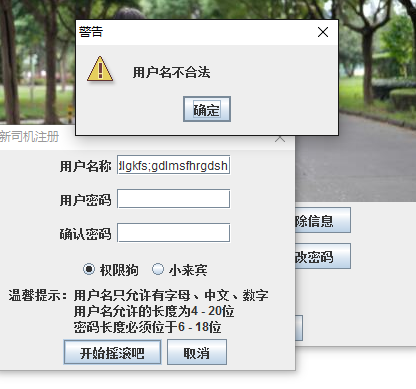 警告
用户名不合法
确定
新司机注册
用户名称 dlgkfs;gdlmsfhrgdsh
用户密码
确认密码
权限狗 小来宾
除信息
改密码
温馨提示：用户名只允许有字母、中文、数字
用户名允许的长度为4 - 20位
密码长度必须位于6 - 18位
开始摇滚吧 取消